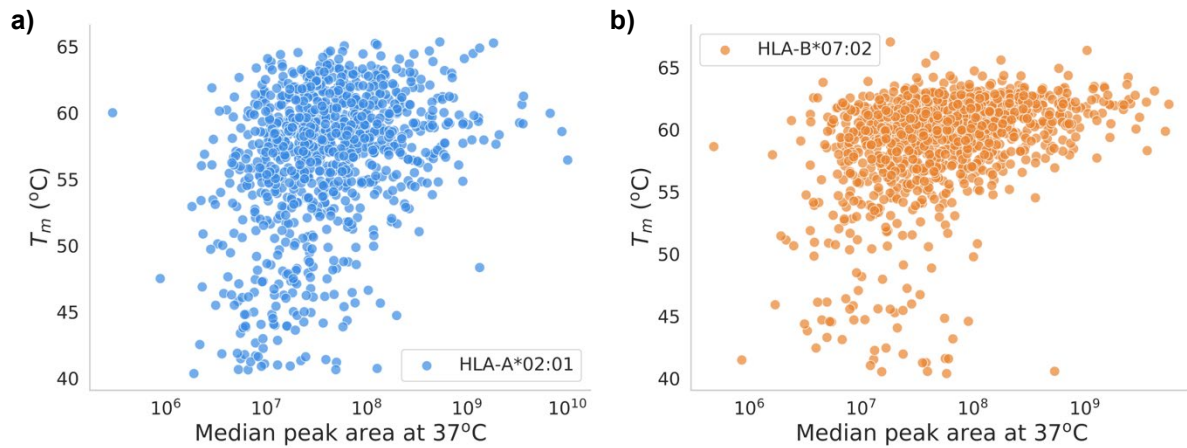 a)
65
60
55
50
45
40
T_m (°C)
HLA-A*02:01
10^6
10^7
10^8
10^9
10^10
Median peak area at 37°C
b)
65
60
55
50
45
40
T_m (°C)
HLA-B*07:02
10^6
10^7
10^8
10^9
Median peak area at 37°C